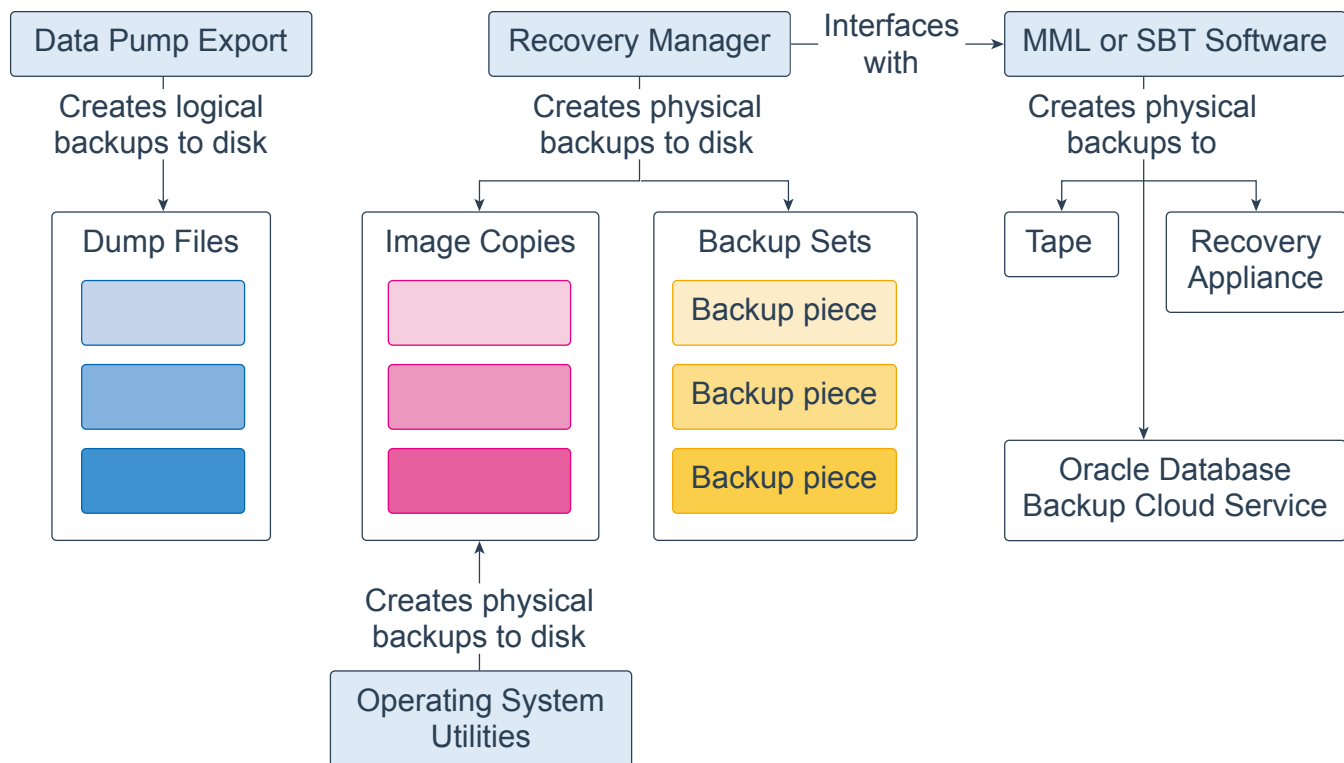 Data Pump Export
Creates logical
backups to disk
Dump Files
Recovery Manager
Interfaces
with
MML or SBT Software
Creates physical
backups to disk
Image Copies
Backup Sets
Backup piece
Backup piece
Backup piece
Creates physical
backups to
Tape
Recovery
Appliance
Oracle Database
Backup Cloud Service
Creates physical
backups to disk
Operating System
Utilities